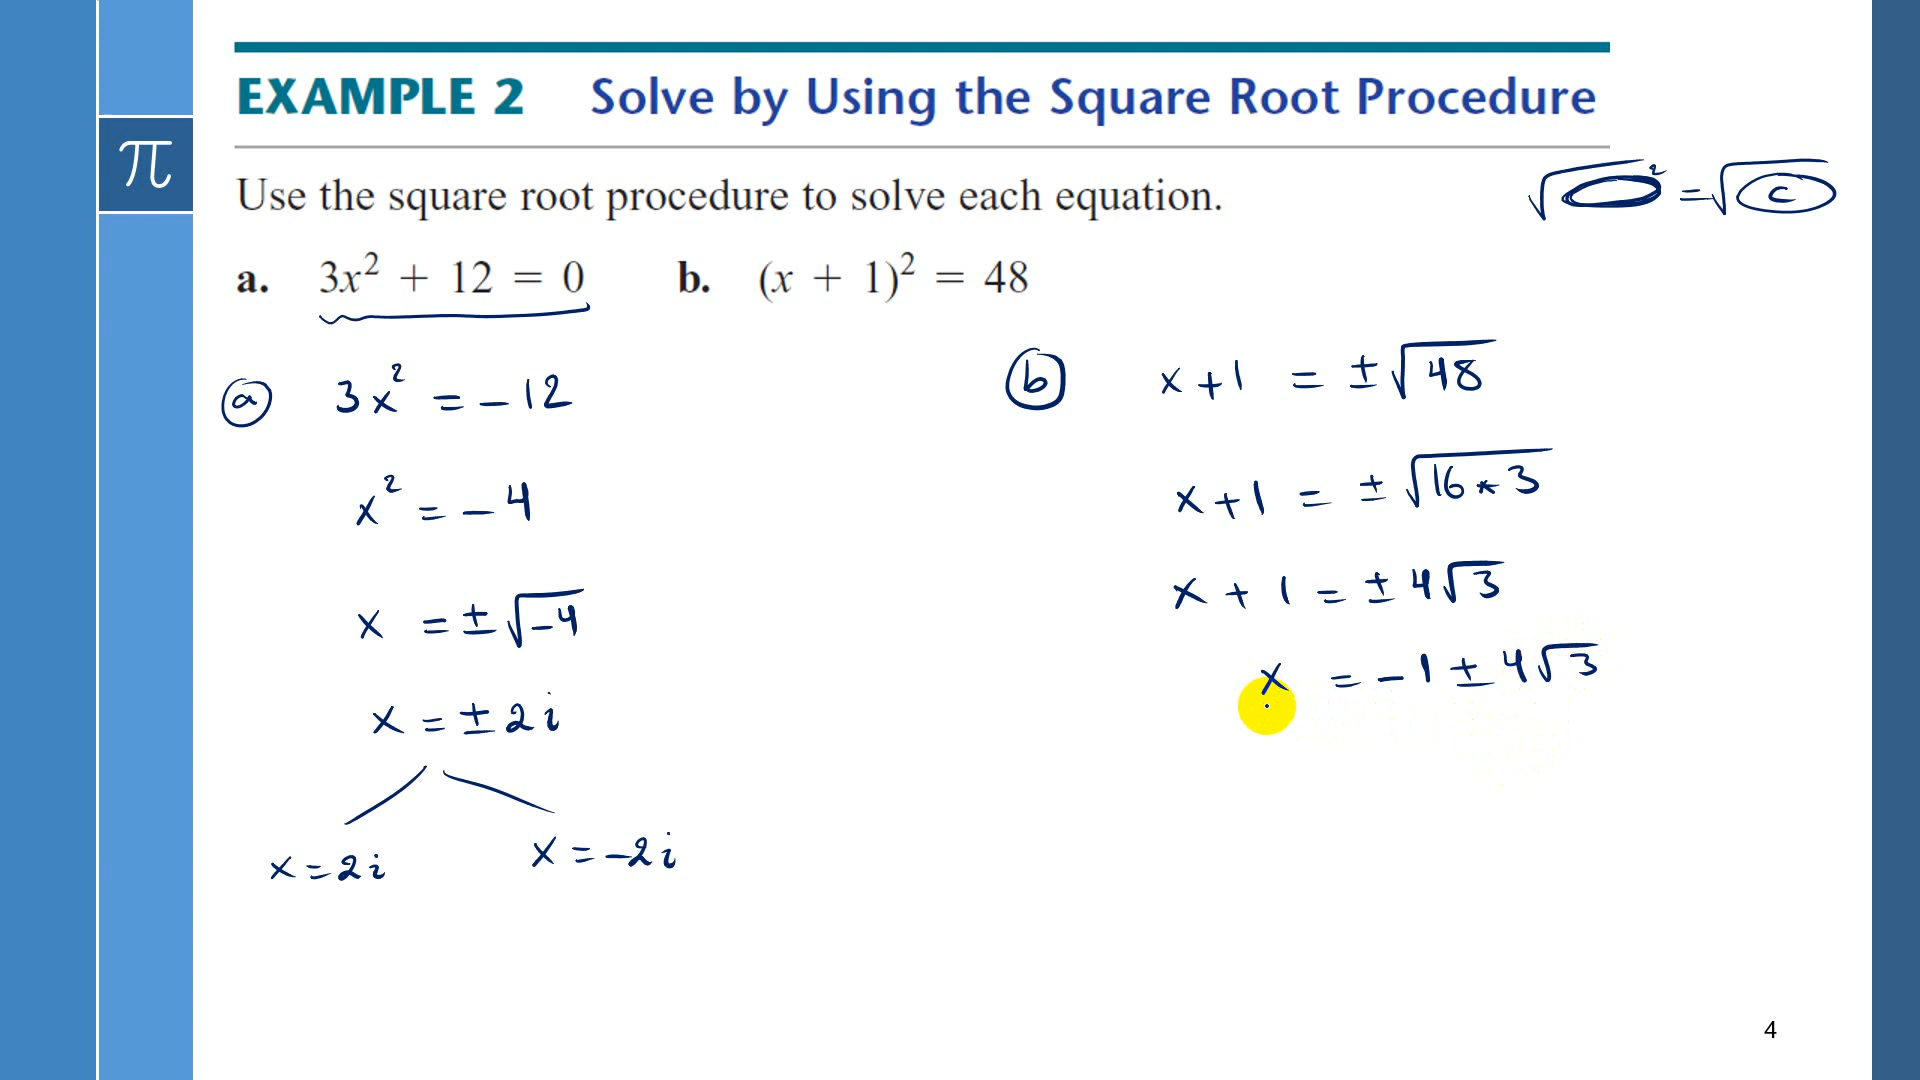 EXAMPLE 2 Solve by Using the Square Root Procedure
π
Use the square root procedure to solve each equation.
√( )² = √c
a. 3x² + 12 = 0 b. (x + 1)² = 48
a 3x² = -12
x² = -4
x = ±√-4
x = ±2i
x = 2i x = -2i
b x+1 = ±√48
x+1 = ±√16*3
x + 1 = ±4√3
x = -1 ± 4√3
4